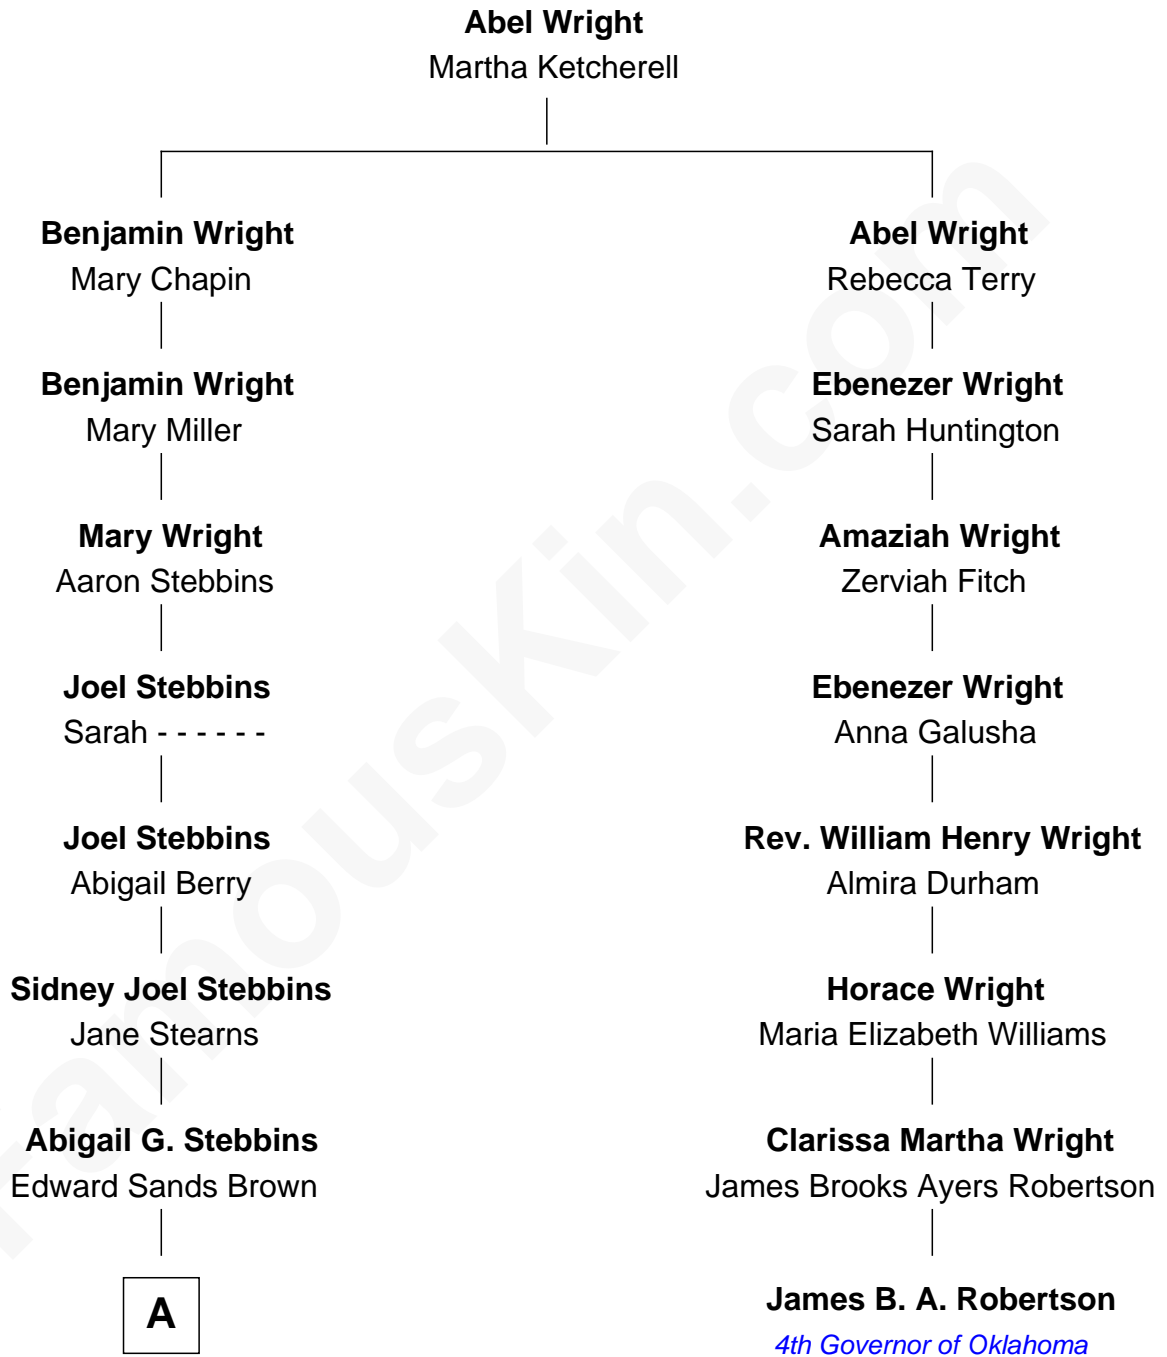 Abel Wright
Martha Ketcherell
Benjamin Wright
Mary Chapin
Abel Wright
Rebecca Terry
Benjamin Wright
Mary Miller
Ebenezer Wright
Sarah Huntington
Mary Wright
Aaron Stebbins
Amaziah Wright
Zerviah Fitch
Joel Stebbins
Sarah - - - - - -
Ebenezer Wright
Anna Galusha
Joel Stebbins
Abigail Berry
Rev. William Henry Wright
Almira Durham
Sidney Joel Stebbins
Jane Stearns
Horace Wright
Maria Elizabeth Williams
Abigail G. Stebbins
Edward Sands Brown
Clarissa Martha Wright
James Brooks Ayers Robertson
A
James B. A. Robertson
4th Governor of Oklahoma
FamousKin.com